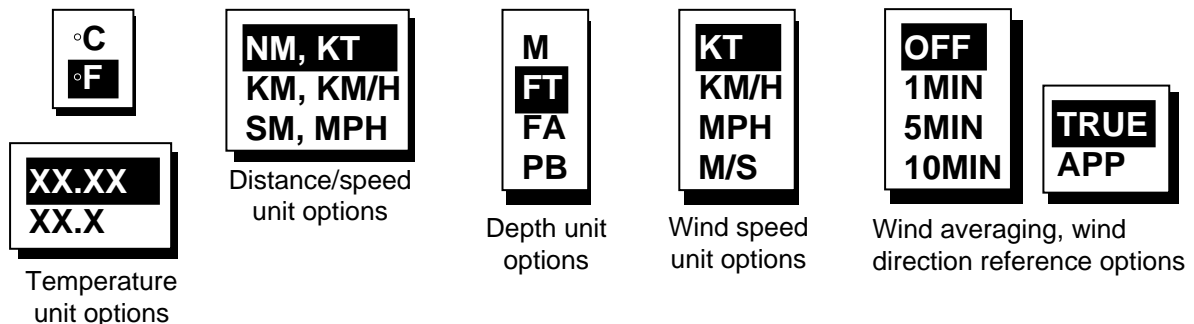 °C
°F
XX.XX
XX.X
Temperature
unit options
NM, KT
KM, KM/H
SM, MPH
Distance/speed
unit options
M
FT
FA
PB
Depth unit
options
KT
KM/H
MPH
M/S
Wind speed
unit options
OFF
1MIN
5MIN
10MIN
TRUE
APP
Wind averaging, wind
direction reference options